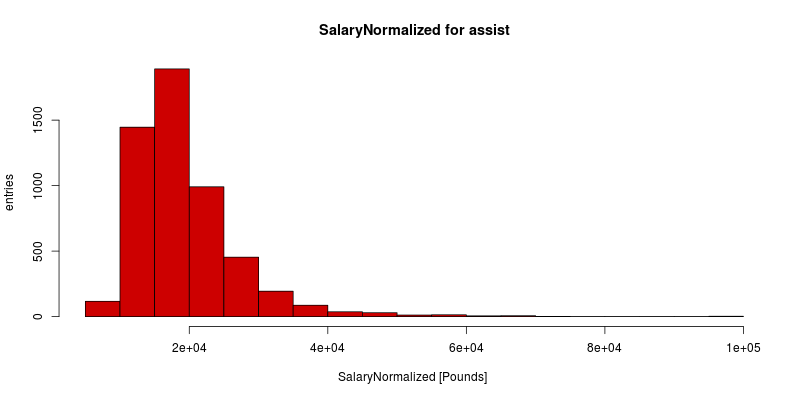 SalaryNormalized for assist
entries
1500
1000
500
0
2e+04 4e+04 6e+04 8e+04 1e+05
SalaryNormalized [Pounds]